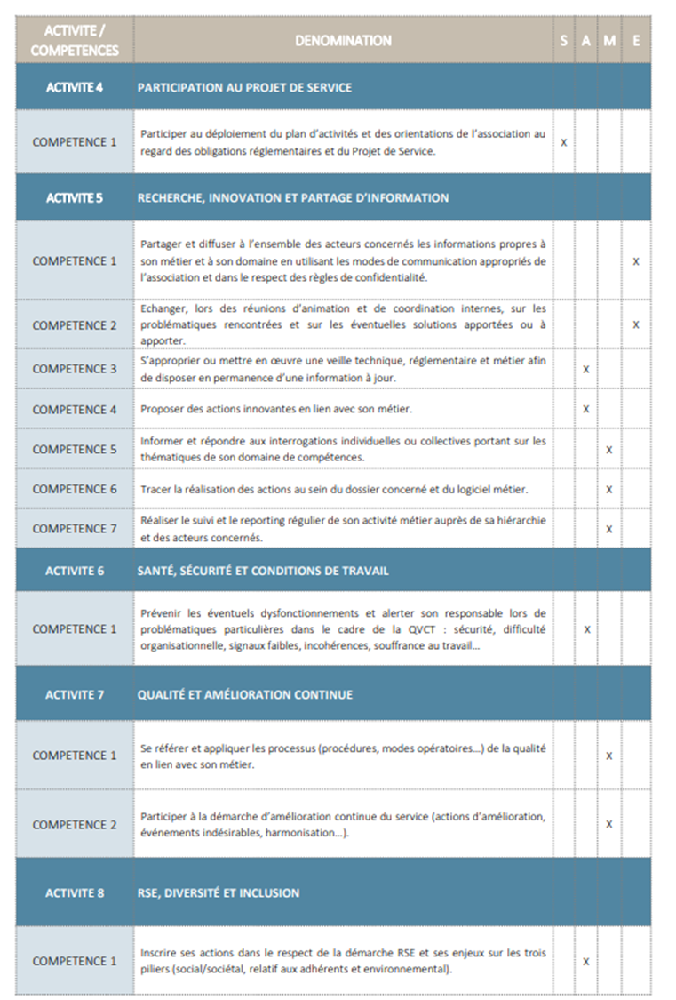 ACTIVITE /
COMPETENCES
DENOMINATION
S A M E
ACTIVITE 4 PARTICIPATION AU PROJET DE SERVICE
COMPETENCE 1
Participer au déploiement du plan d’activités et des orientations de l’association au
regard des obligations réglementaires et du Projet de Service.
X
ACTIVITE 5 RECHERCHE, INNOVATION ET PARTAGE D’INFORMATION
COMPETENCE 1
Partager et diffuser à l’ensemble des acteurs concernés les informations propres à
son métier et à son domaine en utilisant les modes de communication appropriés de
l’association et dans le respect des règles de confidentialité.
X
COMPETENCE 2
Echanger, lors des réunions d’animation et de coordination internes, sur les
problématiques rencontrées et sur les éventuelles solutions apportées ou à
apporter.
X
COMPETENCE 3
S’approprier ou mettre en œuvre une veille technique, réglementaire et métier afin
de disposer en permanence d’une information à jour.
X
COMPETENCE 4
Proposer des actions innovantes en lien avec son métier.
X
COMPETENCE 5
Informer et répondre aux interrogations individuelles ou collectives portant sur les
thématiques de son domaine de compétences.
X
COMPETENCE 6
Tracer la réalisation des actions au sein du dossier concerné et du logiciel métier.
X
COMPETENCE 7
Réaliser le suivi et le reporting régulier de son activité métier auprès de sa hiérarchie
et des acteurs concernés.
X
ACTIVITE 6 SANTÉ, SÉCURITÉ ET CONDITIONS DE TRAVAIL
COMPETENCE 1
Prévenir les éventuels dysfonctionnements et alerter son responsable lors de
problématiques particulières dans le cadre de la QVCT : sécurité, difficulté
organisationnelle, signaux faibles, incohérences, souffrance au travail…
X
ACTIVITE 7 QUALITÉ ET AMÉLIORATION CONTINUE
COMPETENCE 1
Se référer et appliquer les processus (procédures, modes opératoires…) de la qualité
en lien avec son métier.
X
COMPETENCE 2
Participer à la démarche d’amélioration continue du service (actions d’amélioration,
événements indésirables, harmonisation…).
X
ACTIVITE 8 RSE, DIVERSITÉ ET INCLUSION
COMPETENCE 1
Inscrire ses actions dans le respect de la démarche RSE et ses enjeux sur les trois
piliers (social/sociétal, relatif aux adhérents et environnemental).
X